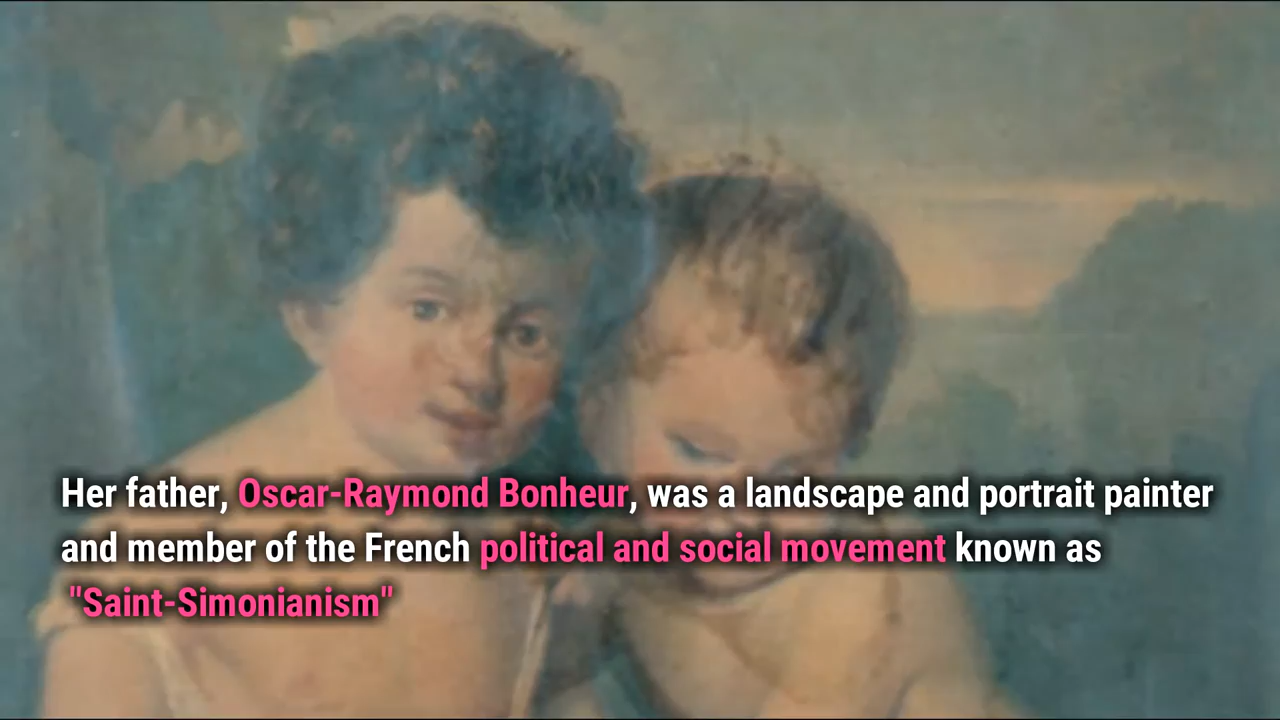 Her father, Oscar-Raymond Bonheur, was a landscape and portrait painter
and member of the French political and social movement known as
"Saint-Simonianism"